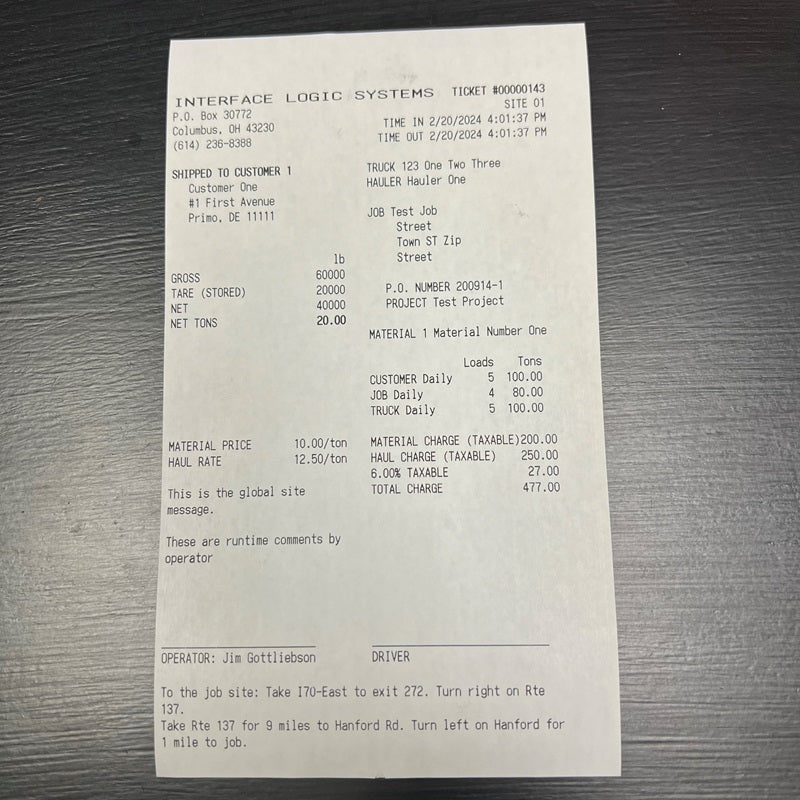 INTERFACE LOGIC SYSTEMS TICKET #00000143
P.O. Box 30772 SITE 01
Columbus, OH 43230 TIME IN 2/20/2024 4:01:37 PM
(614) 236-8388 TIME OUT 2/20/2024 4:01:37 PM
SHIPPED TO CUSTOMER 1 TRUCK 123 One Two Three
Customer One HAULER Hauler One
#1 First Avenue
Primo, DE 11111 JOB Test Job
Street
Town ST Zip
lb Street
GROSS 60000
TARE (STORED) 20000 P.O. NUMBER 200914-1
NET 40000 PROJECT Test Project
NET TONS 20.00
MATERIAL 1 Material Number One
Loads Tons
CUSTOMER Daily 5 100.00
JOB Daily 4 80.00
TRUCK Daily 5 100.00
MATERIAL PRICE 10.00/ton MATERIAL CHARGE (TAXABLE)200.00
HAUL RATE 12.50/ton HAUL CHARGE (TAXABLE) 250.00
6.00% TAXABLE 27.00
This is the global site TOTAL CHARGE 477.00
message.
These are runtime comments by
operator
OPERATOR: Jim Gottliebson DRIVER
To the job site: Take I70-East to exit 272. Turn right on Rte
137.
Take Rte 137 for 9 miles to Hanford Rd. Turn left on Hanford for
1 mile to job.